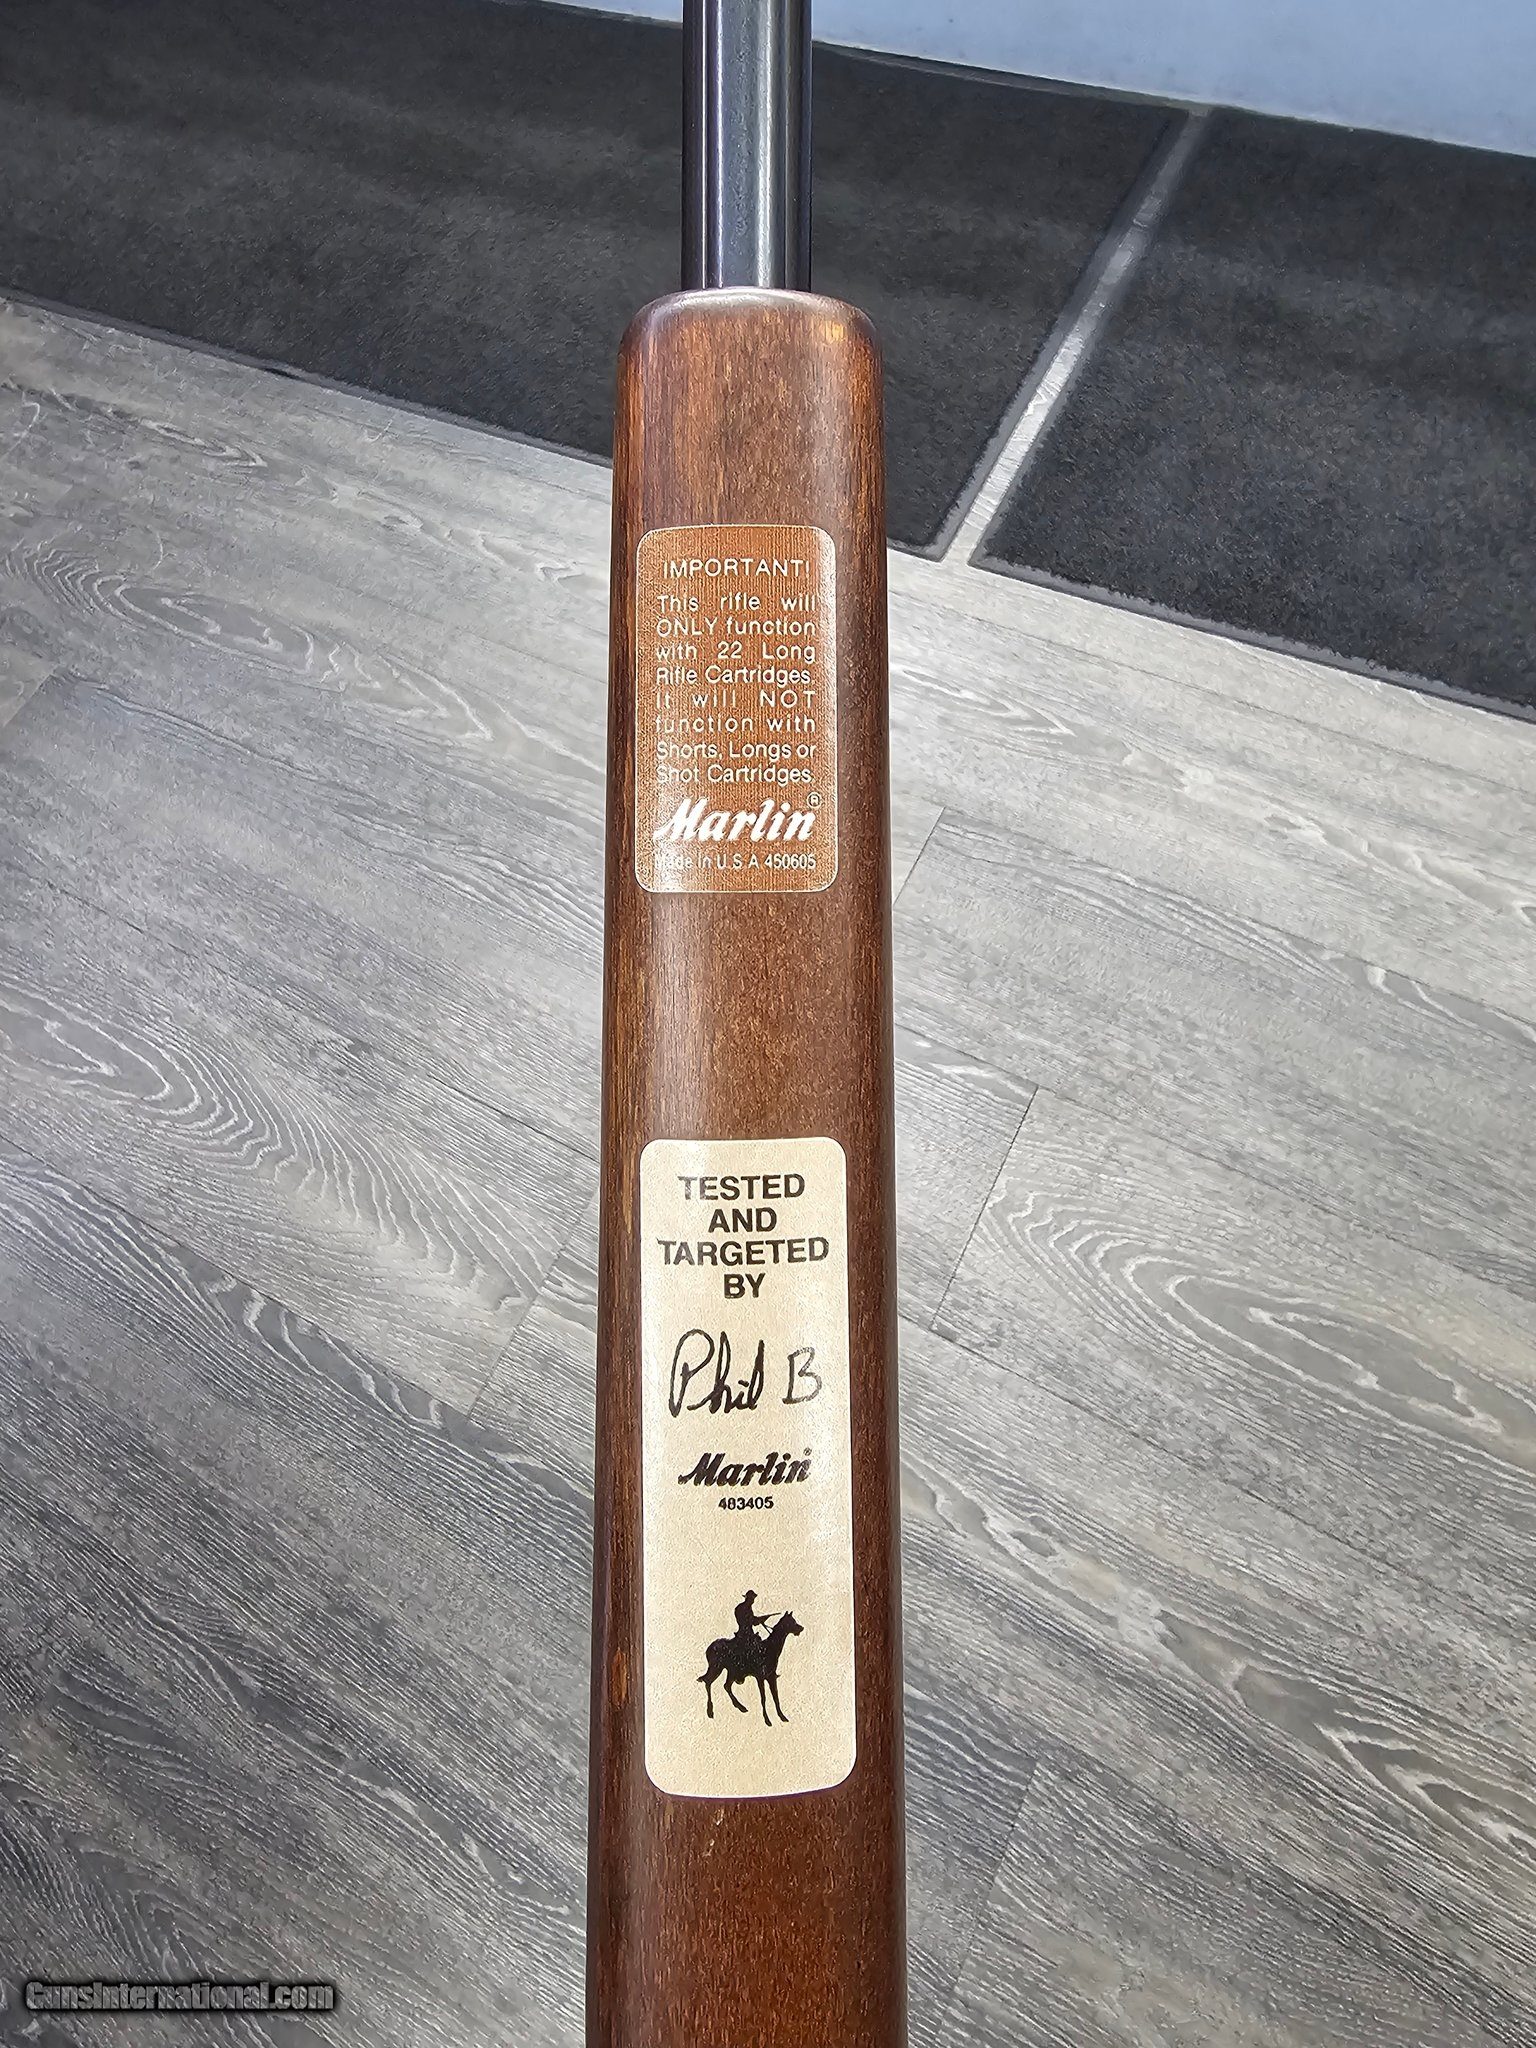 IMPORTANT!
This rifle will
ONLY function
with 22 Long
Rifle Cartridges.
It will NOT
function with
Shorts, Longs or
Shot Cartridges.
Marlin®
Made in U.S.A 450605
TESTED
AND
TARGETED
BY
Phil B
Marlin®
483405
GunsInternational.com